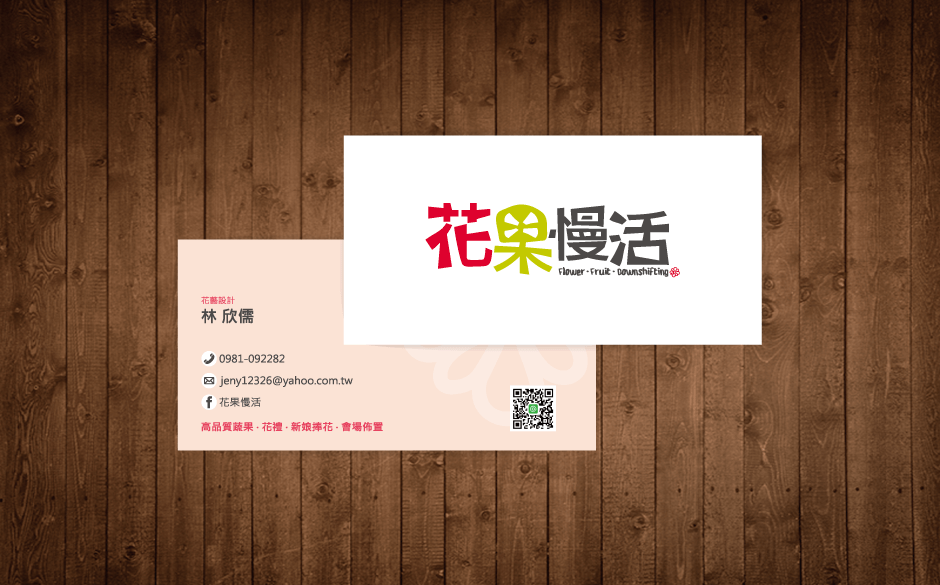 花果慢活
Flower · Fruit · Downshifting
花藝設計
林 欣儒
0981-092282
jeny12326@yahoo.com.tw
花果慢活
高品質蔬果 · 花禮 · 新娘捧花 · 會場佈置